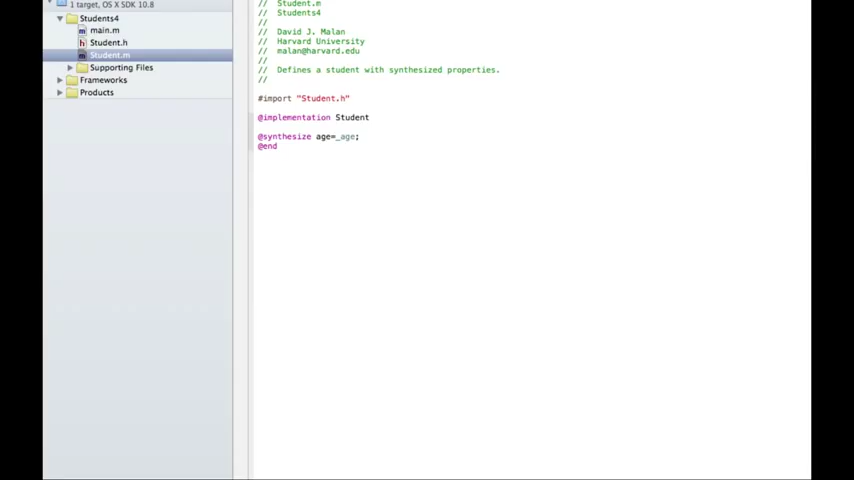 1 target, OS X SDK 10.8
Students4
main.m
Student.h
Student.m
Supporting Files
Frameworks
Products
// Student.m
// Students4
//
// David J. Malan
// Harvard University
// malan@harvard.edu
//
// Defines a student with synthesized properties.
//
#import "Student.h"
@implementation Student
@synthesize age=_age;
@end